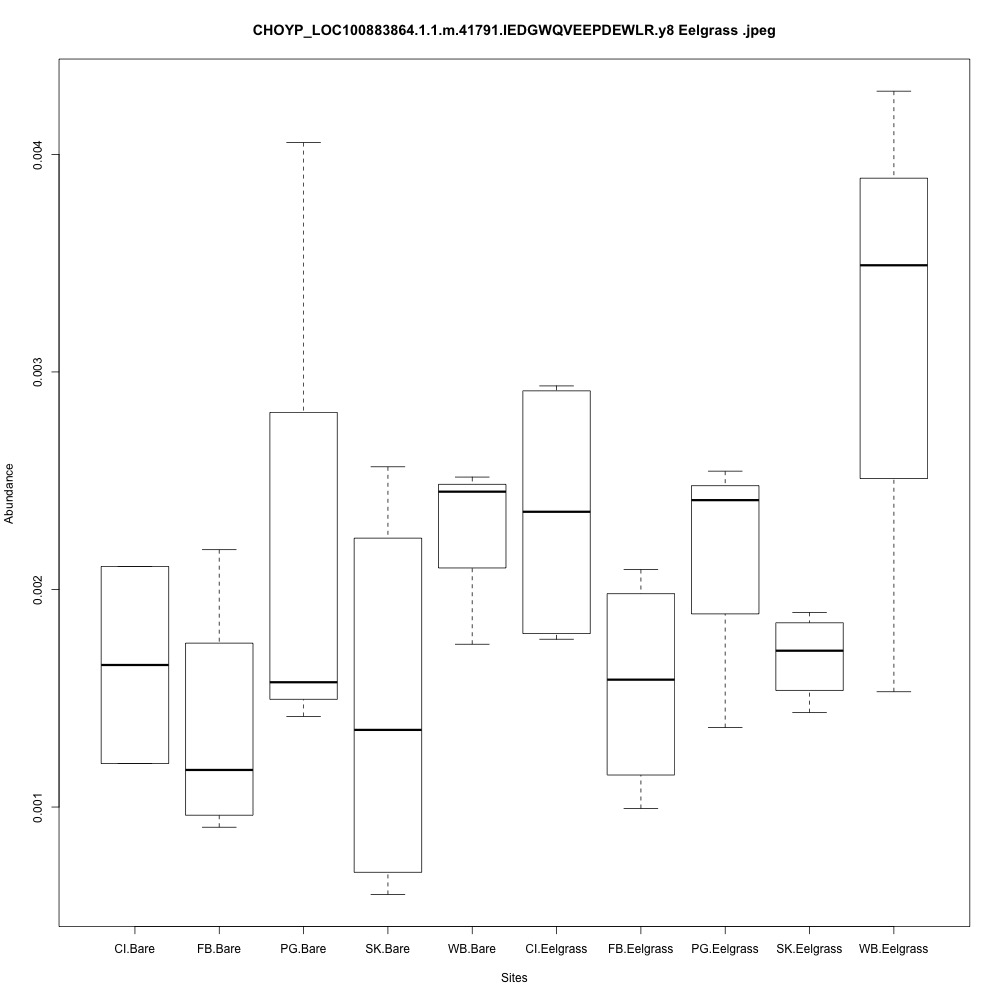 CHOYP_LOC100883864.1.1.m.41791.IEDGWQVEEPDEWLR.y8 Eelgrass .jpeg
0.004
0.003
0.002
0.001
Abundance
CI.Bare FB.Bare PG.Bare SK.Bare WB.Bare CI.Eelgrass FB.Eelgrass PG.Eelgrass SK.Eelgrass WB.Eelgrass
Sites